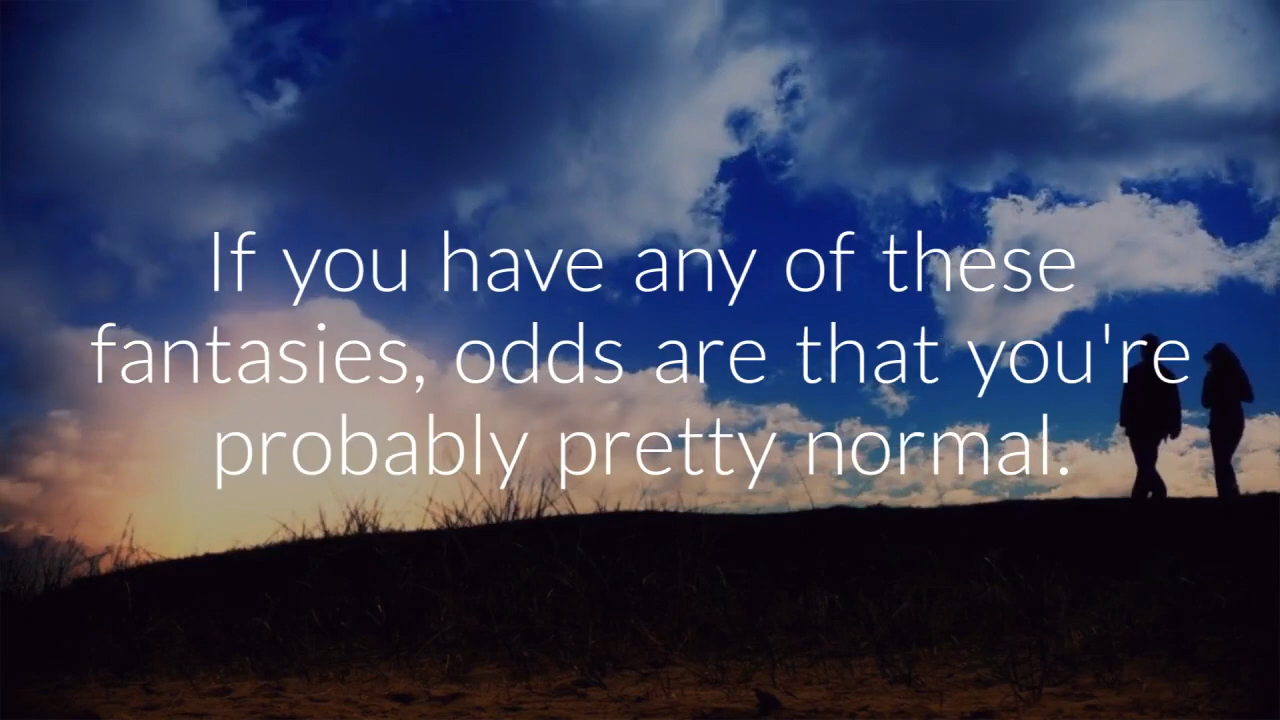 If you have any of these
fantasies, odds are that you're
probably pretty normal.